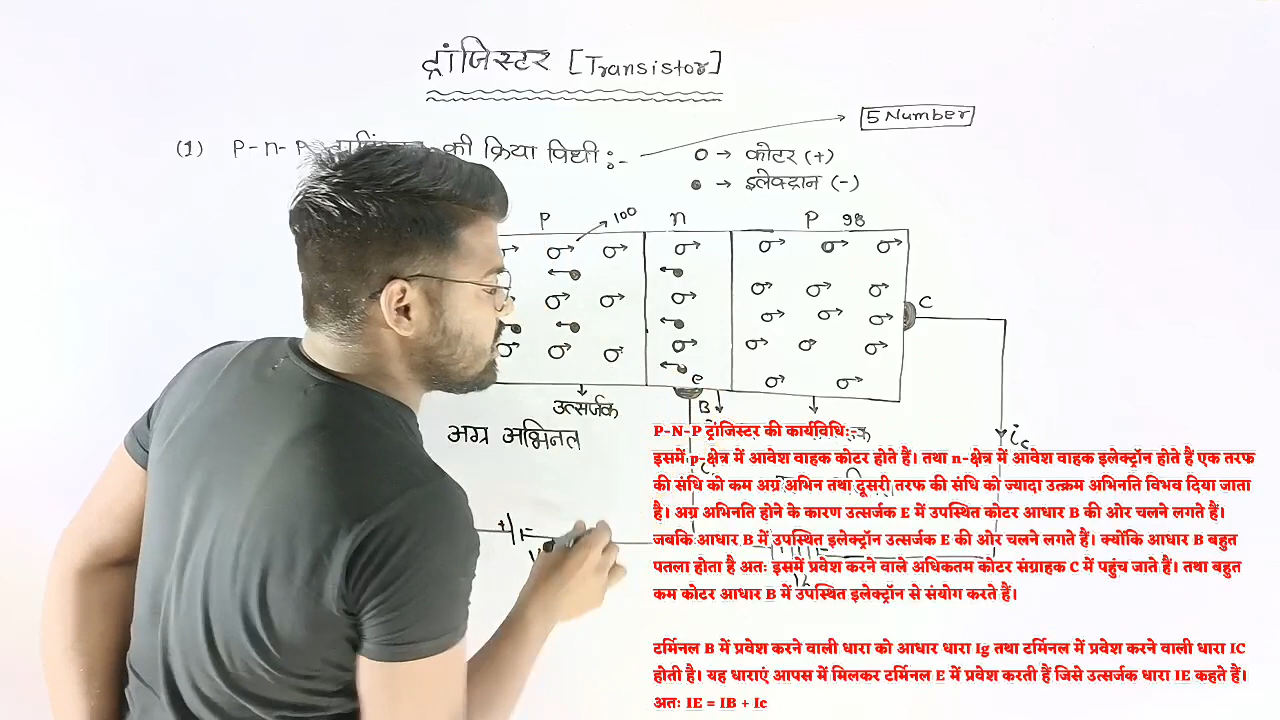 ट्रांजिस्टर [Transistor]
5 Number
(1) P-n-P की क्रिया विधी :-
○ → कोटर (+)
● → इलेक्ट्रान (-)
P 100 n P 98
C
e
B
उत्सर्जक
अग्र अभिनत
ic
P-N-P ट्रांजिस्टर की कार्यविधिः-
इसमें p-क्षेत्र में आवेश वाहक कोटर होते हैं। तथा n-क्षेत्र में आवेश वाहक इलेक्ट्रॉन होते हैं एक तरफ
की संधि को कम अग्र अभिन तथा दूसरी तरफ की संधि को ज्यादा उत्क्रम अभिनति विभव दिया जाता
है। अग्र अभिनति होने के कारण उत्सर्जक E में उपस्थित कोटर आधार B की ओर चलने लगते हैं।
जबकि आधार B में उपस्थित इलेक्ट्रॉन उत्सर्जक E की ओर चलने लगते हैं। क्योंकि आधार B बहुत
पतला होता है अतः इसमें प्रवेश करने वाले अधिकतम कोटर संग्राहक C में पहुंच जाते हैं। तथा बहुत
कम कोटर आधार B में उपस्थित इलेक्ट्रॉन से संयोग करते हैं।
टर्मिनल B में प्रवेश करने वाली धारा को आधार धारा Ig तथा टर्मिनल में प्रवेश करने वाली धारा IC
होती है। यह धाराएं आपस में मिलकर टर्मिनल E में प्रवेश करती हैं जिसे उत्सर्जक धारा IE कहते हैं।
अतः IE = IB + Ic